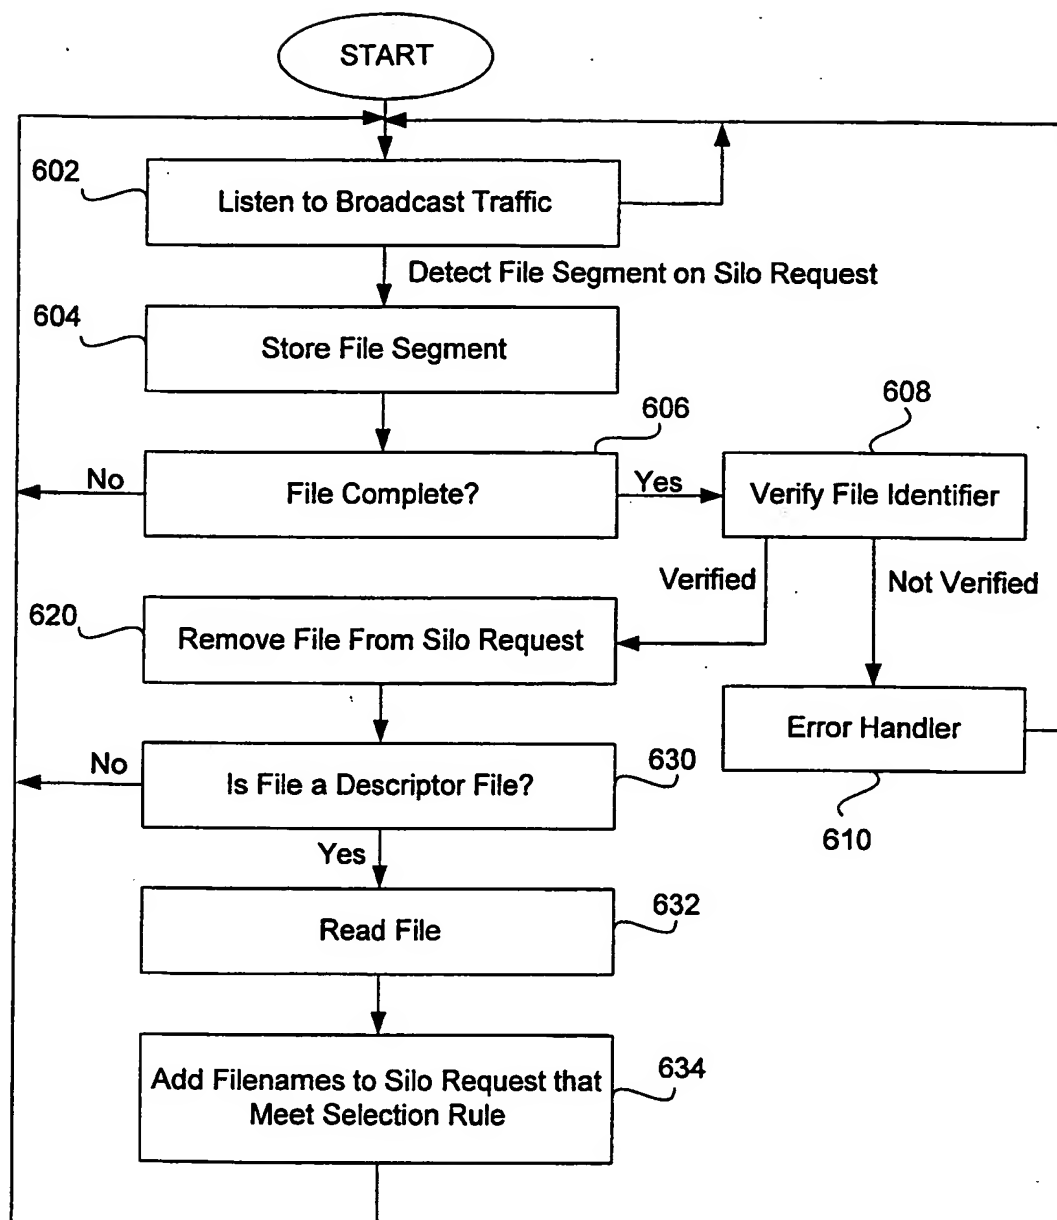 START
602
Listen to Broadcast Traffic
Detect File Segment on Silo Request
604
Store File Segment
606
608
No
File Complete?
Yes
Verify File Identifier
Verified
Not Verified
620
Remove File From Silo Request
Error Handler
610
No
Is File a Descriptor File?
630
Yes
Read File
632
Add Filenames to Silo Request that
Meet Selection Rule
634